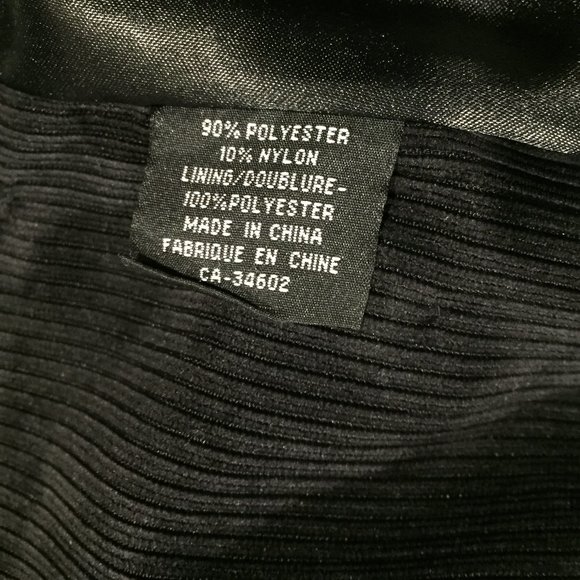 90% POLYESTER
10% NYLON
LINING/DOUBLURE-
100%POLYESTER
MADE IN CHINA
FABRIQUE EN CHINE
CA-34602